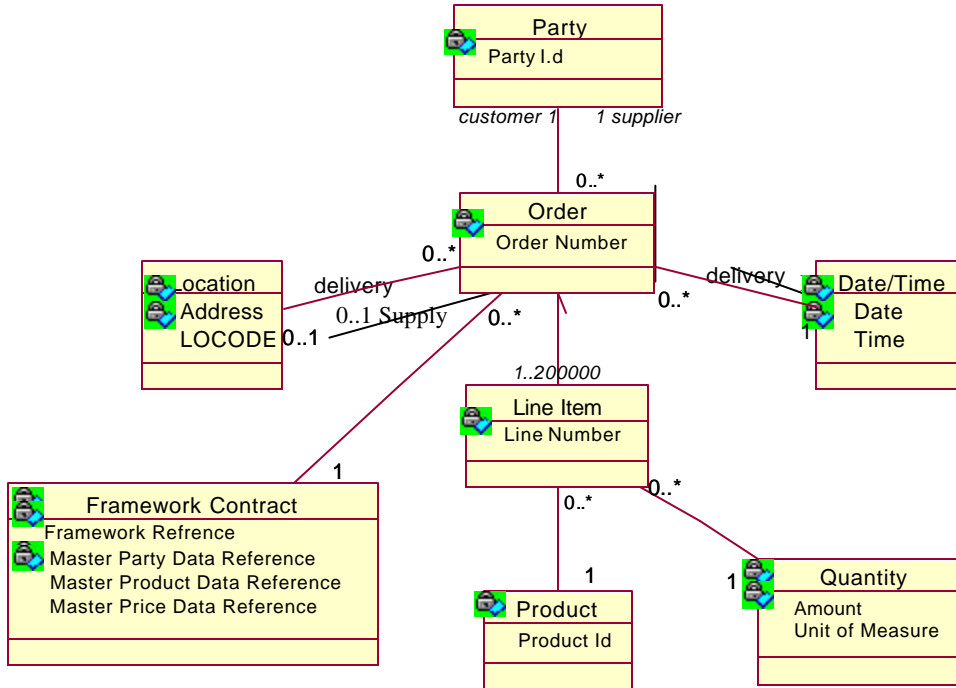 Party
Party I.d
customer 1
1 supplier
0..*
Order
Order Number
0..*
delivery
0..1 Supply
0..1
0..*
delivery
0..*
1
Location
Address
LOCODE
Date/Time
Date
Time
1..200000
Line Item
Line Number
0..*
0..*
1
Framework Contract
Framework Refrence
Master Party Data Reference
Master Product Data Reference
Master Price Data Reference
1
Product
Product Id
1
Quantity
Amount
Unit of Measure